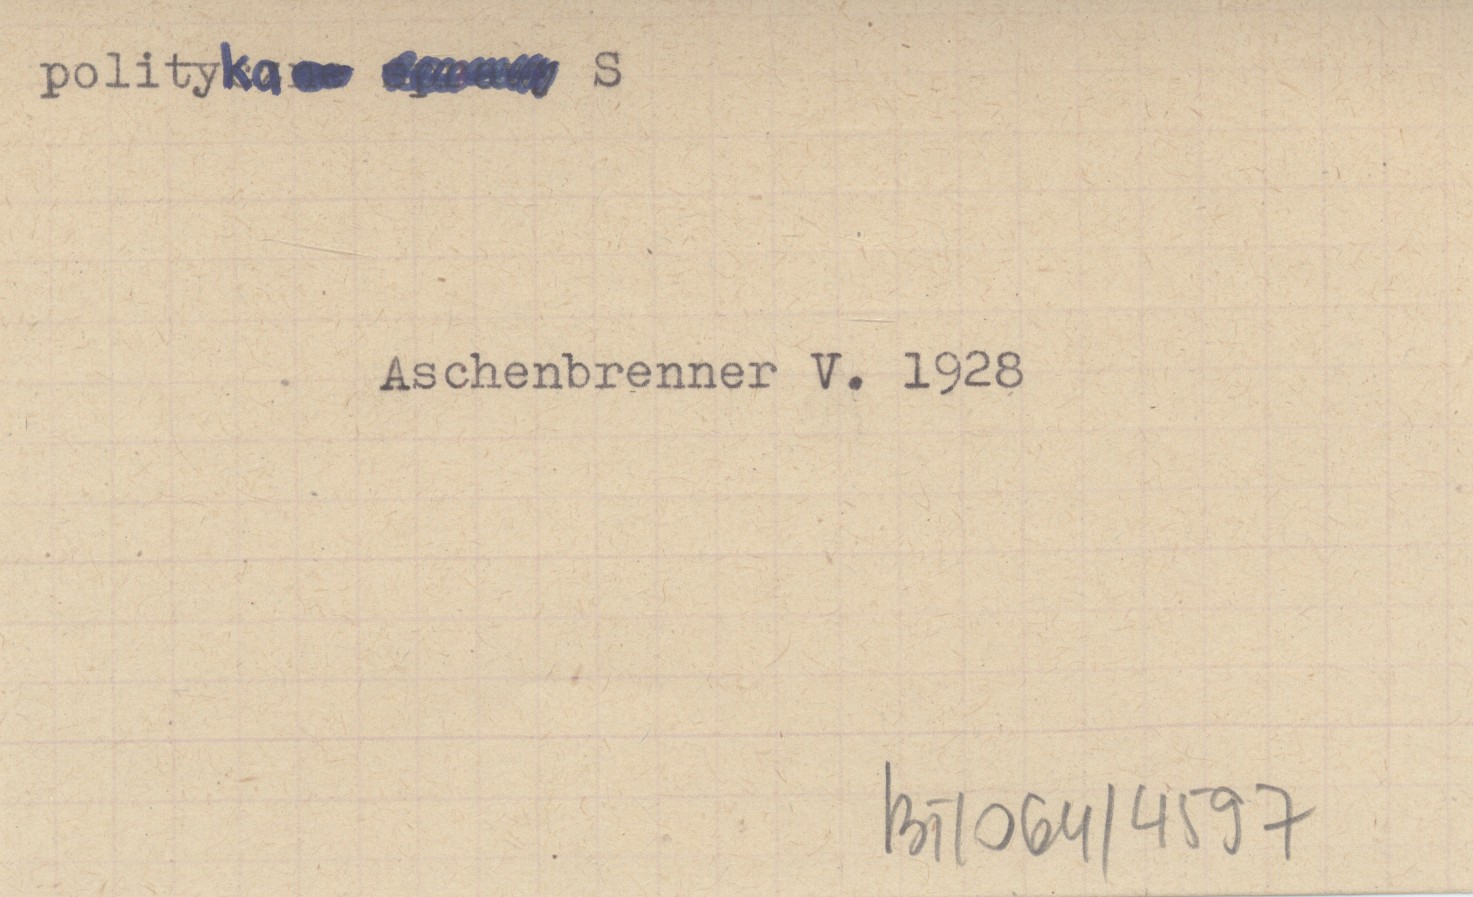 polityka S
Aschenbrenner V. 1928
BT/064/4597